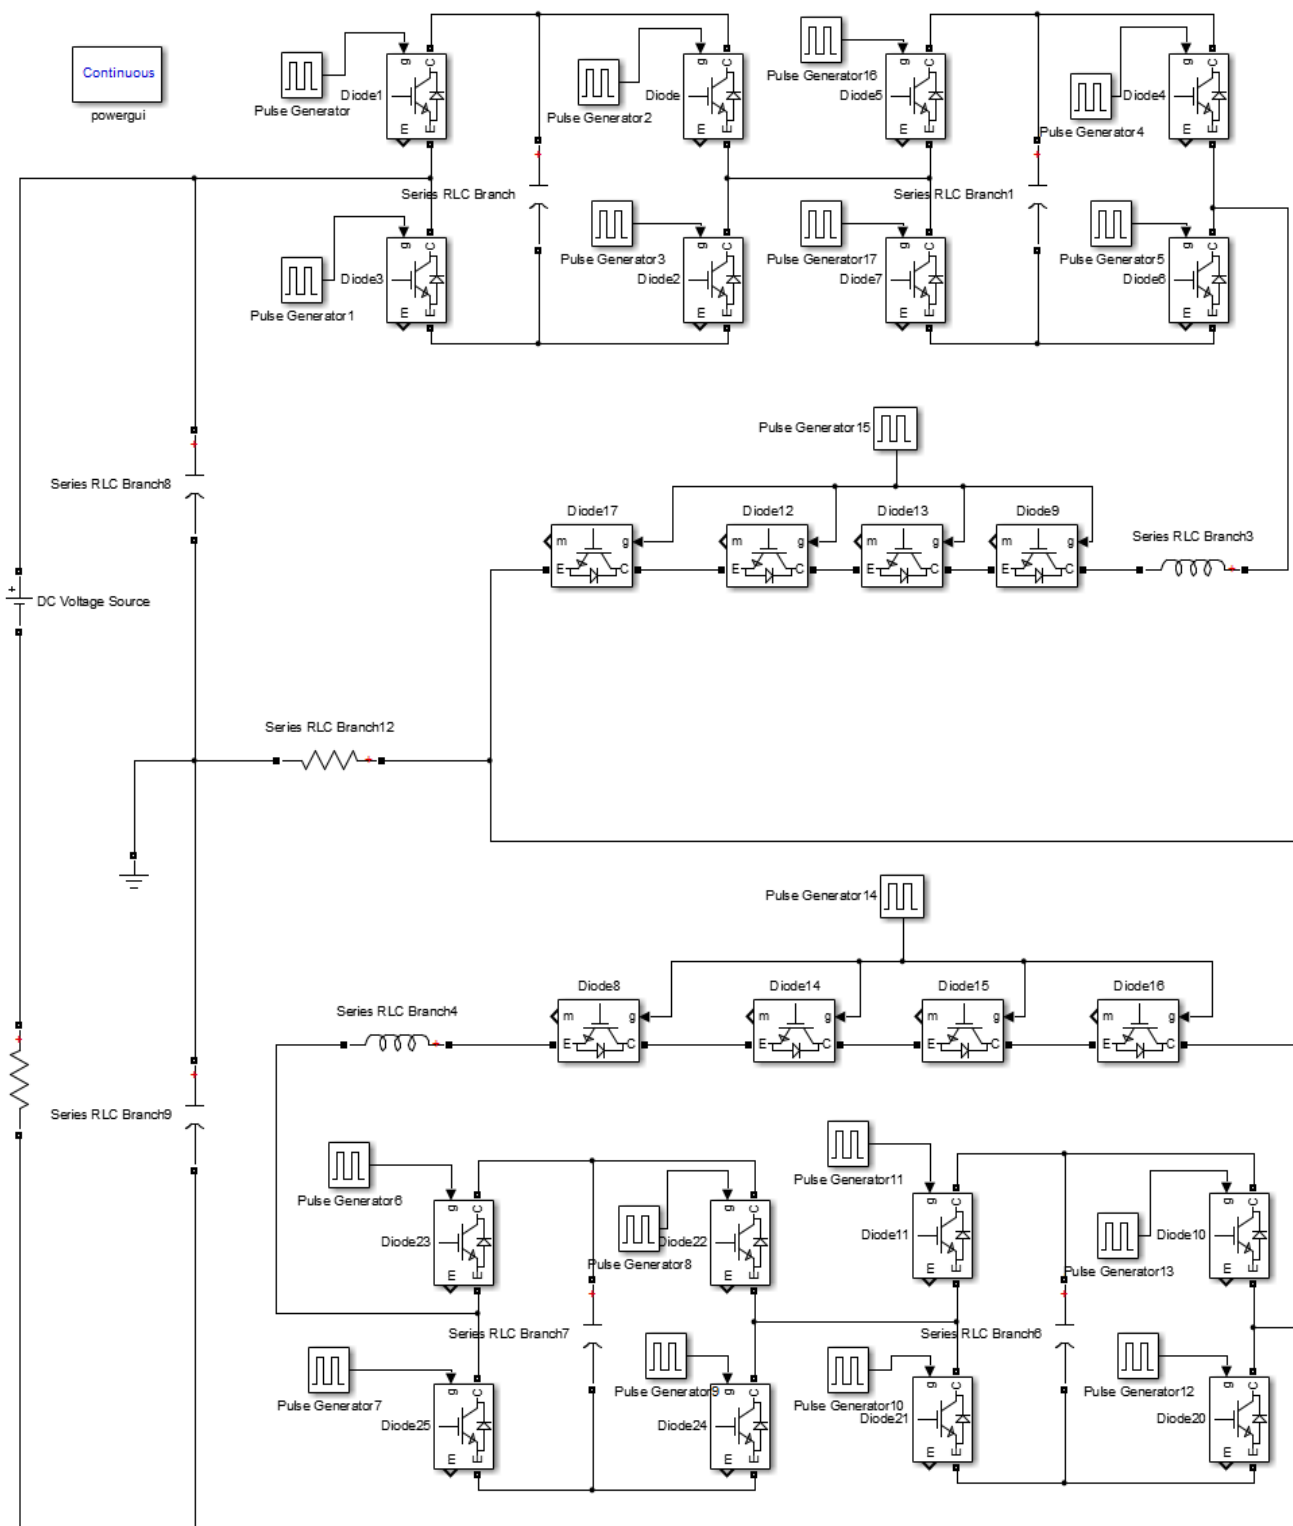 Continuous
powergui
Pulse Generator
Diode1
Pulse Generator2
Diode
Pulse Generator16
Diode5
Pulse Generator4
Diode4
g C m E
g C m E
g C m E
g C m E
Series RLC Branch
Series RLC Branch1
Pulse Generator1
Diode3
Pulse Generator3
Diode2
Pulse Generator17
Diode7
Pulse Generator5
Diode6
g C m E
g C m E
g C m E
g C m E
Pulse Generator15
Series RLC Branch8
Diode17
Diode12
Diode13
Diode9
Series RLC Branch3
m g E C
m g E C
m g E C
m g E C
+
DC Voltage Source
Series RLC Branch12
Pulse Generator14
Series RLC Branch4
Diode8
Diode14
Diode15
Diode16
m g E C
m g E C
m g E C
m g E C
Series RLC Branch9
Pulse Generator6
Diode23
Pulse Generator8
Diode22
Pulse Generator11
Diode11
Pulse Generator13
Diode10
g C m E
g C m E
g C m E
g C m E
Series RLC Branch7
Series RLC Branch6
Pulse Generator7
Diode25
Pulse Generator9
Diode24
Pulse Generator10
Diode21
Pulse Generator12
Diode20
g C m E
g C m E
g C m E
g C m E